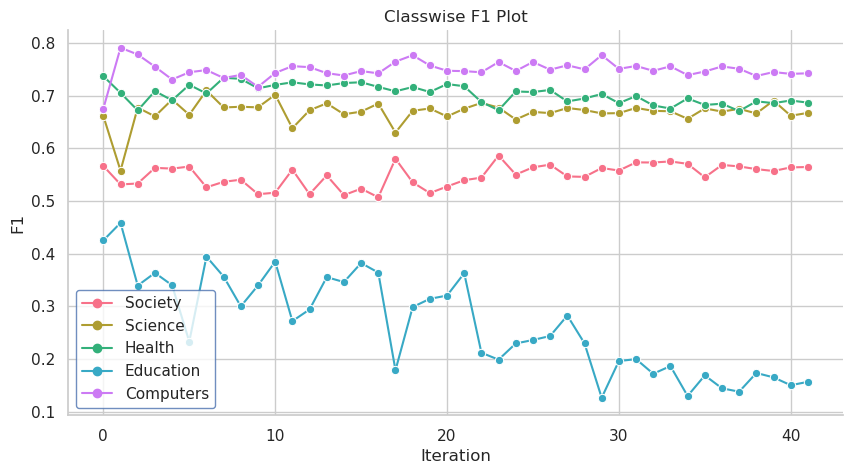 Classwise F1 Plot
0.8
0.7
0.6
0.5
0.4
0.3
0.2
0.1
F1
Society
Science
Health
Education
Computers
0 10 20 30 40
Iteration